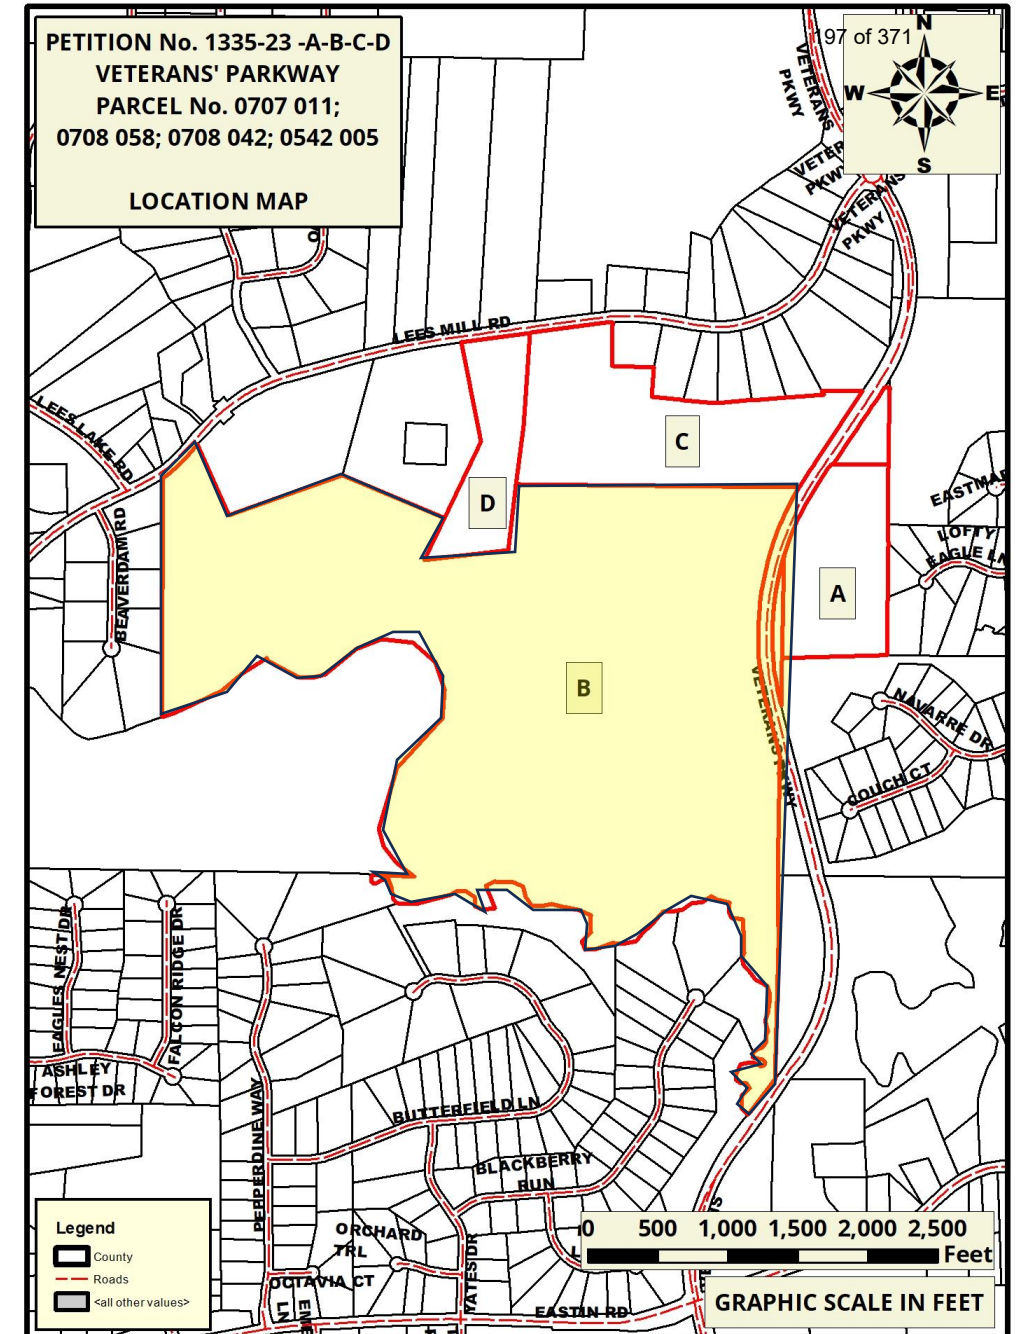 PETITION No. 1335-23 -A-B-C-D
VETERANS' PARKWAY
PARCEL No. 0707 011;
0708 058; 0708 042; 0542 005
LOCATION MAP
197 of 371
N
W
E
S
VETERANS
PKWY
VETERANS
PKWY
LEES MILL RD
LEES LAKE RD
BEAVERDAM RD
C
D
A
B
EASTMAR
LOFTY
EAGLE LN
NAVARRE DR
COUCH CT
VETERANS PKWY
EAGLES NEST DR
FALCON RIDGE DR
ASHLEY
FOREST DR
PEPPERDINE WAY
BUTTERFIELD LN
BLACKBERRY
RUN
ORCHARD
TRL
OCTAVIA CT
YATES DR
EASTIN RD
LN
EME
Legend
County
Roads
<all other values>
0 500 1,000 1,500 2,000 2,500
Feet
GRAPHIC SCALE IN FEET